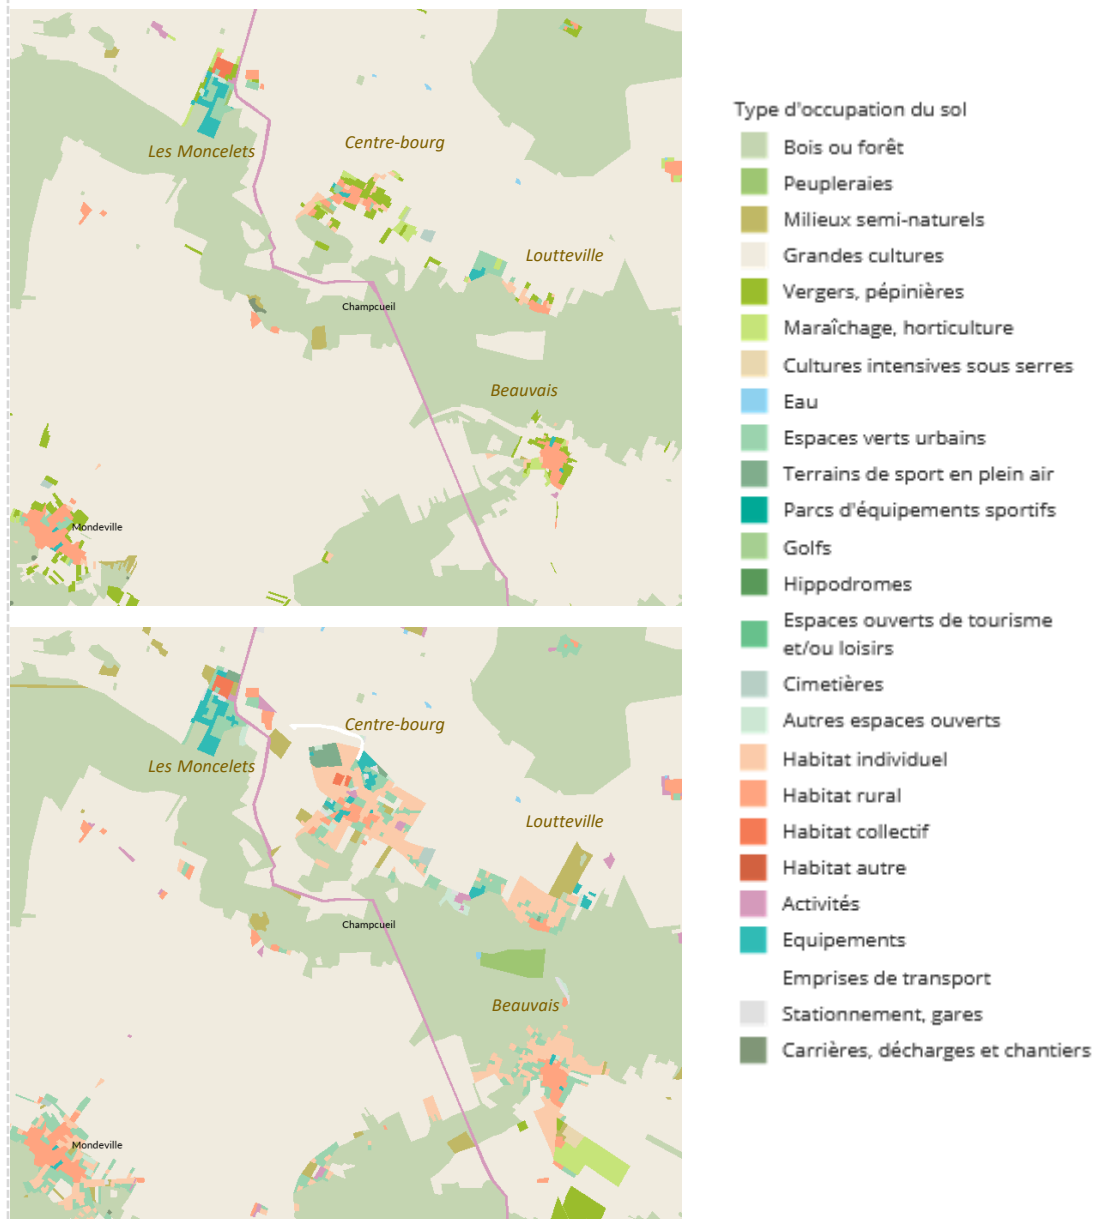 Les Moncelets
Centre-bourg
Loutteville
Champcueil
Beauvais
Mondeville
Centre-bourg
Les Moncelets
Loutteville
Champcueil
Beauvais
Mondeville
Type d'occupation du sol
Bois ou forêt
Peupleraies
Milieux semi-naturels
Grandes cultures
Vergers, pépinières
Maraîchage, horticulture
Cultures intensives sous serres
Eau
Espaces verts urbains
Terrains de sport en plein air
Parcs d'équipements sportifs
Golfs
Hippodromes
Espaces ouverts de tourisme
et/ou loisirs
Cimetières
Autres espaces ouverts
Habitat individuel
Habitat rural
Habitat collectif
Habitat autre
Activités
Equipements
Emprises de transport
Stationnement, gares
Carrières, décharges et chantiers